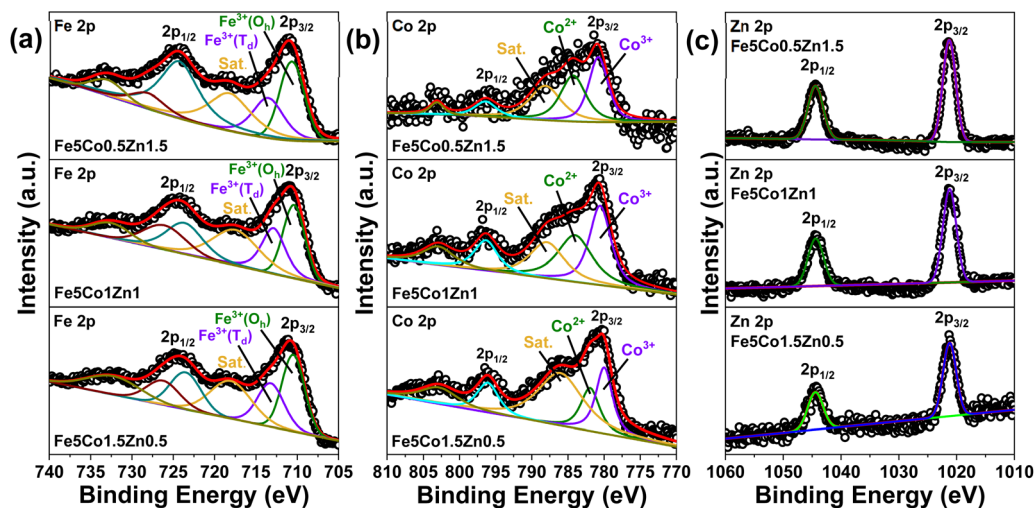 (a)
Fe 2p
2p1/2
Fe³⁺(Oh)
2p3/2
Fe³⁺(Td)
Sat.
Fe5Co0.5Zn1.5
Fe 2p
2p1/2
Fe³⁺(Oh)
2p3/2
Fe³⁺(Td)
Sat.
Fe5Co1Zn1
Fe 2p
2p1/2
Fe³⁺(Oh)
2p3/2
Fe³⁺(Td)
Sat.
Fe5Co1.5Zn0.5
Intensity (a.u.)
740 735 730 725 720 715 710 705
Binding Energy (eV)
(b)
Co 2p
2p1/2
Sat.
Co²⁺
2p3/2
Co³⁺
Fe5Co0.5Zn1.5
Co 2p
2p1/2
Sat.
Co²⁺
2p3/2
Co³⁺
Fe5Co1Zn1
Co 2p
2p1/2
Sat.
Co²⁺
2p3/2
Co³⁺
Fe5Co1.5Zn0.5
Intensity (a.u.)
810 805 800 795 790 785 780 775 770
Binding Energy (eV)
(c)
Zn 2p
Fe5Co0.5Zn1.5
2p1/2
2p3/2
Zn 2p
Fe5Co1Zn1
2p1/2
2p3/2
Zn 2p
Fe5Co1.5Zn0.5
2p1/2
2p3/2
Intensity (a.u.)
1060 1050 1040 1030 1020 1010
Binding Energy (eV)